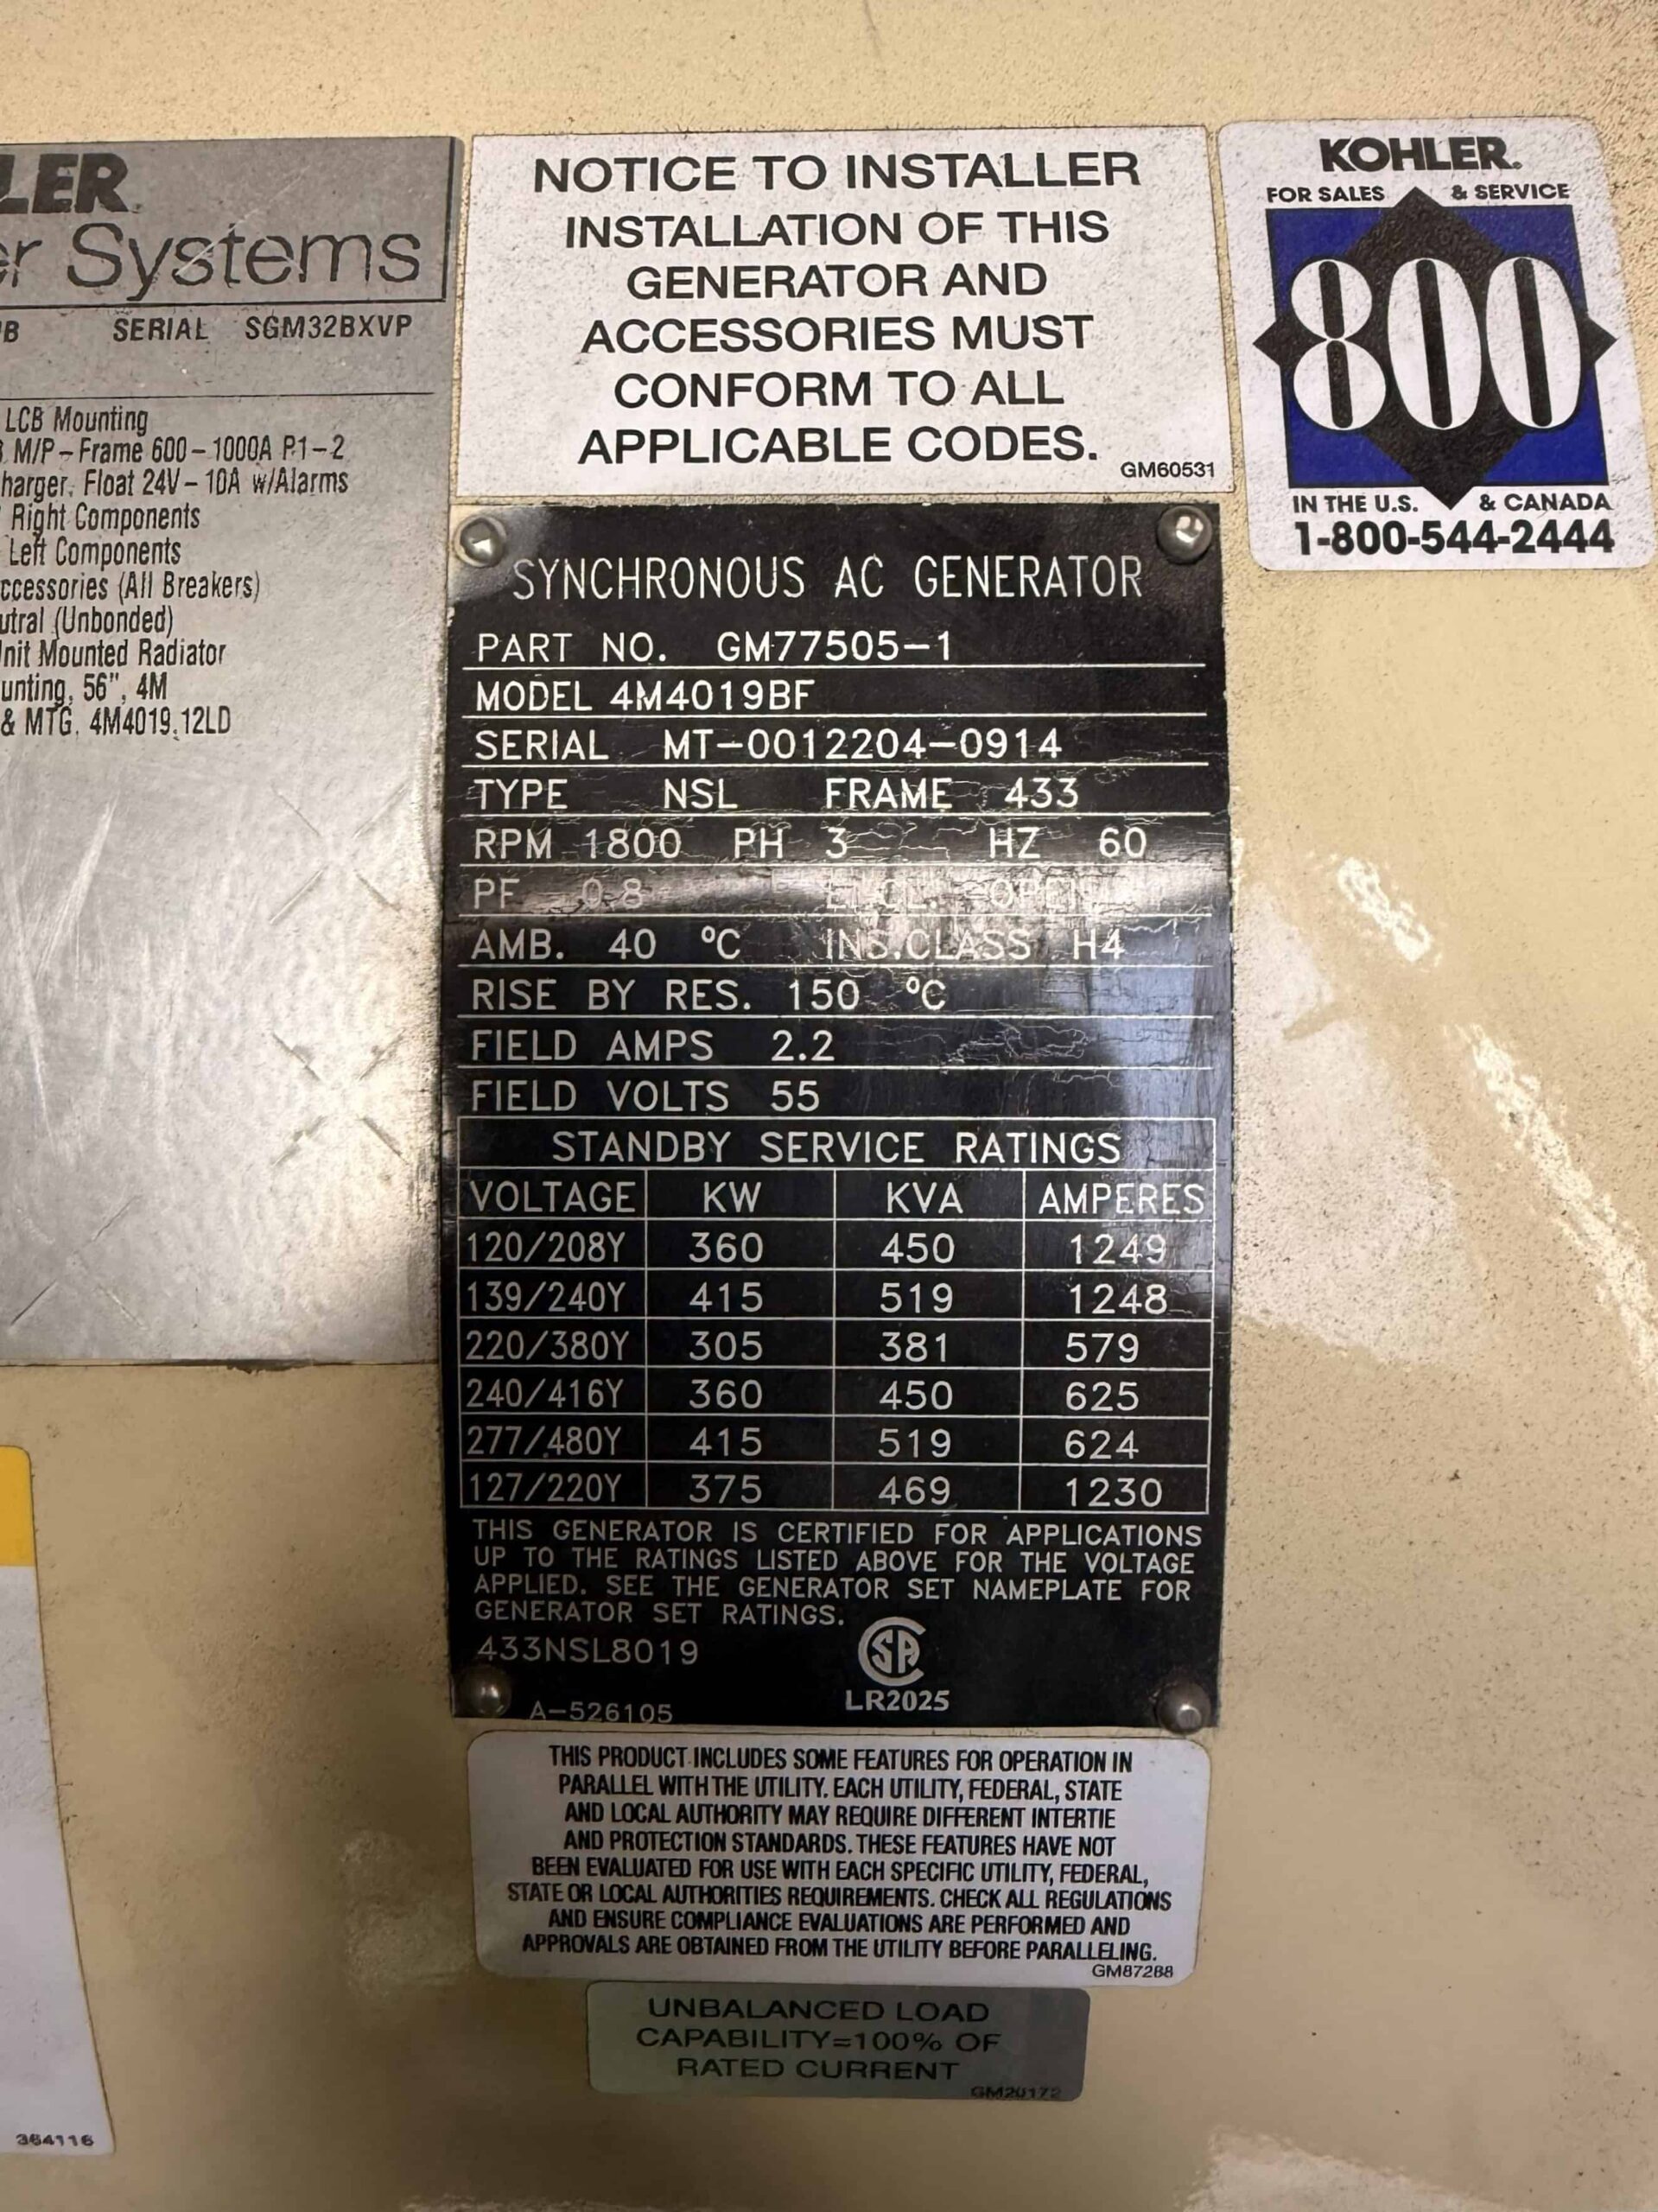 LER
r Systems
B SERIAL SGM32BXVP
LCB Mounting
M/P-Frame 600-1000A P1-2
harger, Float 24V-10A w/Alarms
Right Components
Left Components
ccessories (All Breakers)
utral (Unbonded)
nit Mounted Radiator
unting, 56", 4M
& MTG. 4M4019.12LD
NOTICE TO INSTALLER
INSTALLATION OF THIS
GENERATOR AND
ACCESSORIES MUST
CONFORM TO ALL
APPLICABLE CODES.
GM60531
KOHLER.
FOR SALES & SERVICE
800
IN THE U.S. & CANADA
1-800-544-2444
SYNCHRONOUS AC GENERATOR
PART NO. GM77505-1
MODEL 4M4019BF
SERIAL MT-0012204-0914
TYPE NSL FRAME 433
RPM 1800 PH 3 HZ 60
PF 0.8 ENCL. OPEN
AMB. 40 °C INS.CLASS H4
RISE BY RES. 150 °C
FIELD AMPS 2.2
FIELD VOLTS 55
STANDBY SERVICE RATINGS
VOLTAGE KW KVA AMPERES
120/208Y 360 450 1249
139/240Y 415 519 1248
220/380Y 305 381 579
240/416Y 360 450 625
277/480Y 415 519 624
127/220Y 375 469 1230
THIS GENERATOR IS CERTIFIED FOR APPLICATIONS
UP TO THE RATINGS LISTED ABOVE FOR THE VOLTAGE
APPLIED. SEE THE GENERATOR SET NAMEPLATE FOR
GENERATOR SET RATINGS.
433NSL8019
SA
LR2025
A-526105
THIS PRODUCT INCLUDES SOME FEATURES FOR OPERATION IN
PARALLEL WITH THE UTILITY. EACH UTILITY, FEDERAL, STATE
AND LOCAL AUTHORITY MAY REQUIRE DIFFERENT INTERTIE
AND PROTECTION STANDARDS. THESE FEATURES HAVE NOT
BEEN EVALUATED FOR USE WITH EACH SPECIFIC UTILITY, FEDERAL,
STATE OR LOCAL AUTHORITIES REQUIREMENTS. CHECK ALL REGULATIONS
AND ENSURE COMPLIANCE EVALUATIONS ARE PERFORMED AND
APPROVALS ARE OBTAINED FROM THE UTILITY BEFORE PARALLELING.
GM87288
UNBALANCED LOAD
CAPABILITY=100% OF
RATED CURRENT
GM20172
364116